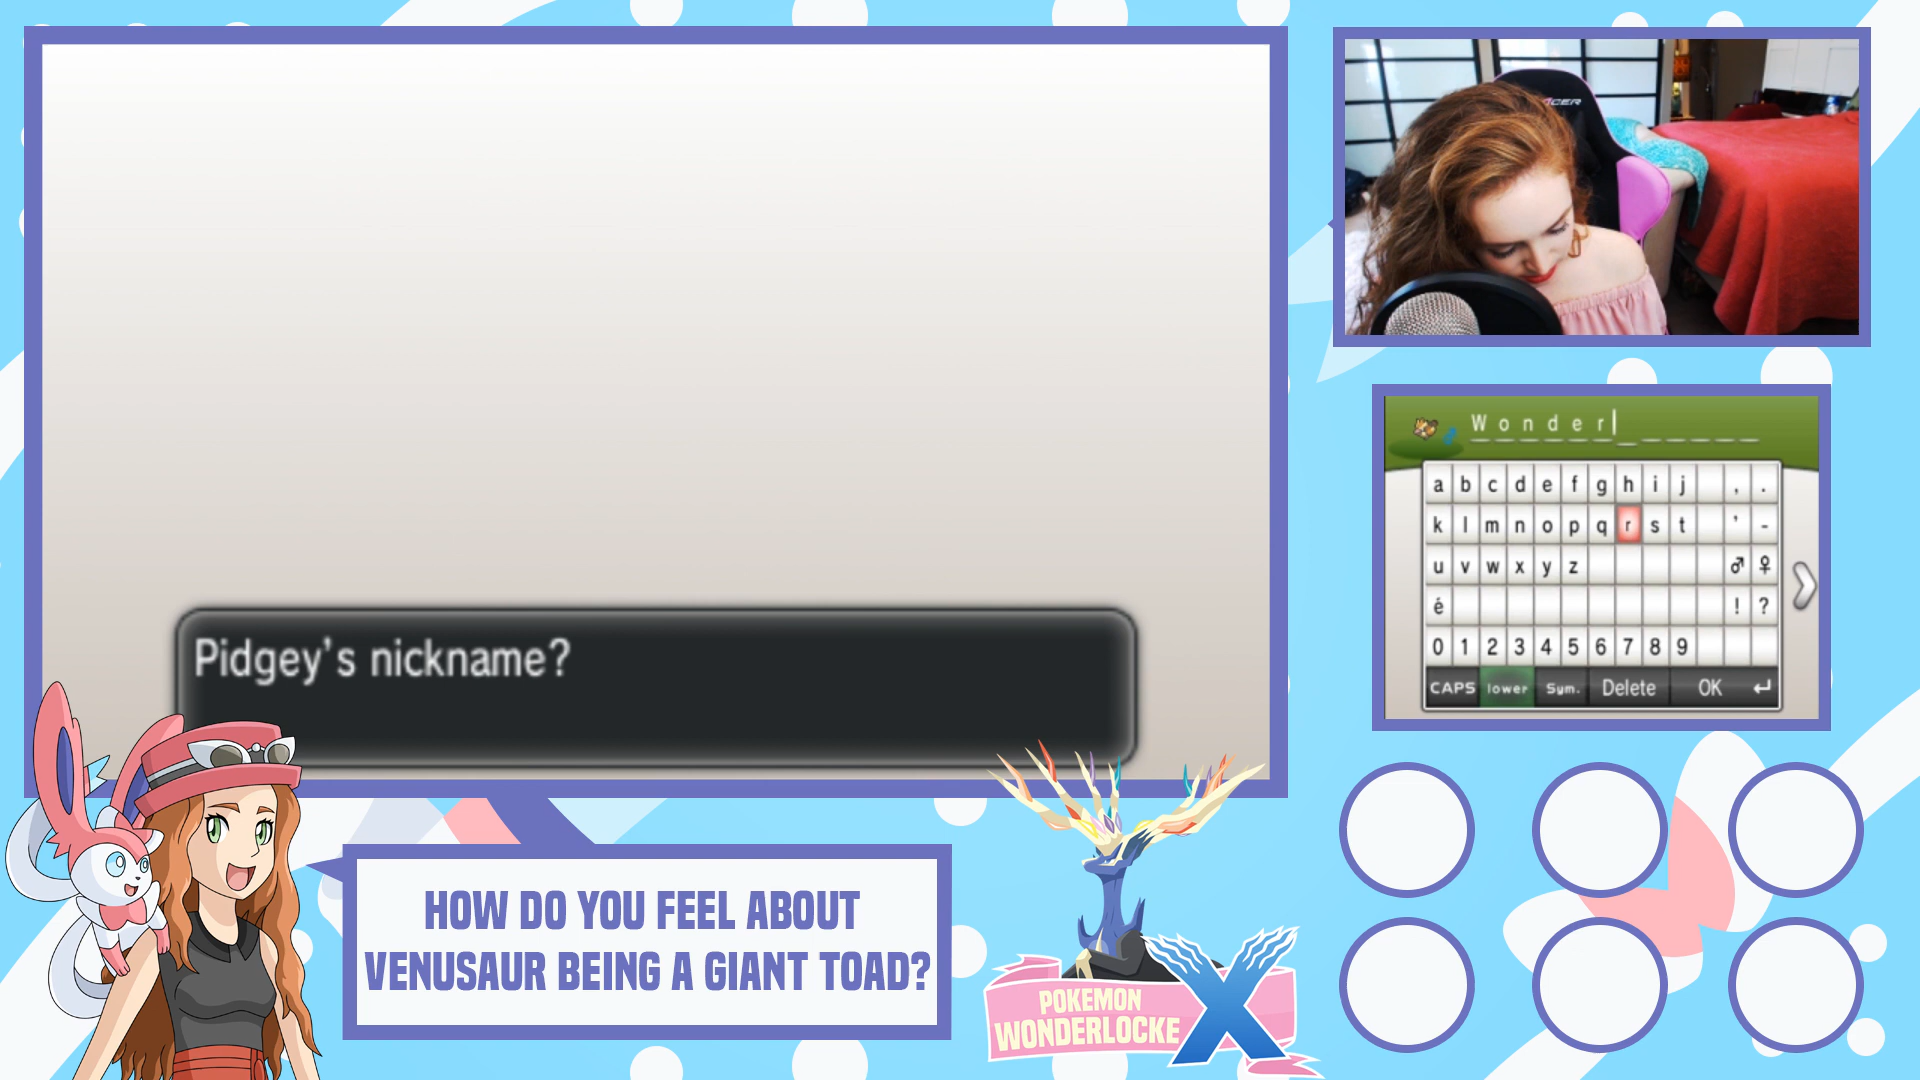 Pidgey's nickname?
Wonder
a b c d e f g h i j , .
k l m n o p q r s t ' -
u v w x y z ♂ ♀
é ! ?
0 1 2 3 4 5 6 7 8 9
CAPS lower Sym. Delete OK
HOW DO YOU FEEL ABOUT
VENUSAUR BEING A GIANT TOAD?
POKEMON
WONDERLOCKE
X